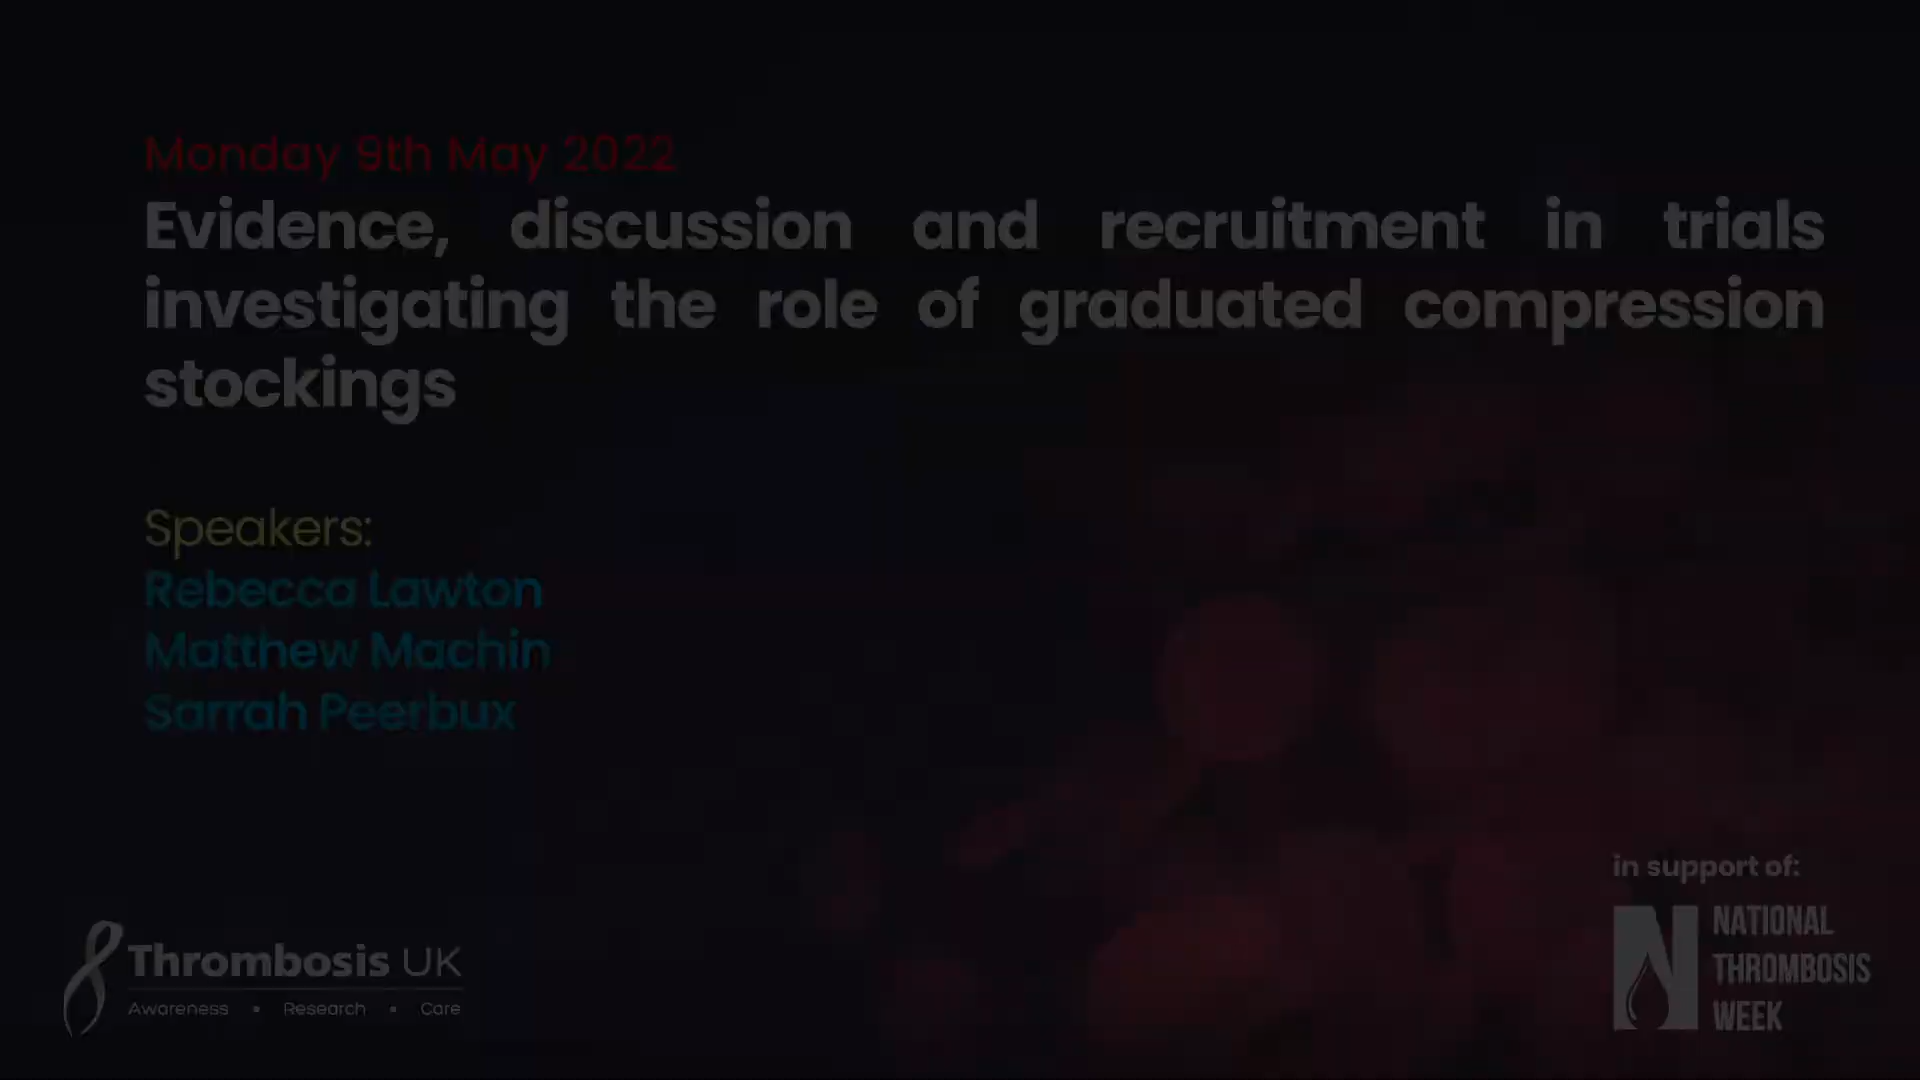 Monday 9th May 2022
Evidence, discussion and recruitment in trials
investigating the role of graduated compression
stockings
Speakers:
Rebecca Lawton
Matthew Machin
Sarrah Peerbux
in support of:
NATIONAL
THROMBOSIS
WEEK
Thrombosis UK
Awareness • Research • Care